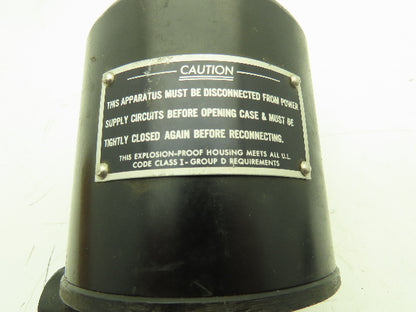 CAUTION
THIS APPARATUS MUST BE DISCONNECTED FROM POWER
SUPPLY CIRCUITS BEFORE OPENING CASE & MUST BE
TIGHTLY CLOSED AGAIN BEFORE RECONNECTING.
THIS EXPLOSION-PROOF HOUSING MEETS ALL U.L.
CODE CLASS I - GROUP D REQUIREMENTS